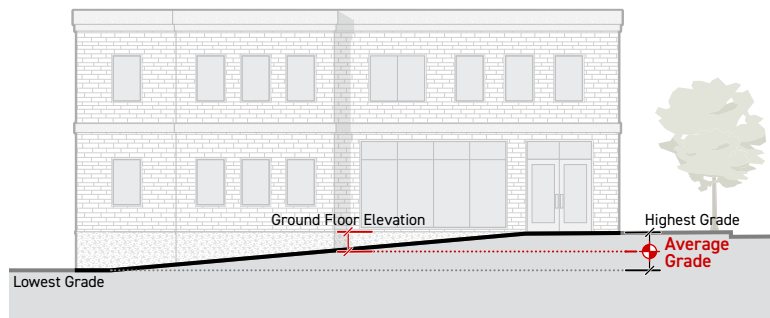 Ground Floor Elevation
Highest Grade
Average
Grade
Lowest Grade